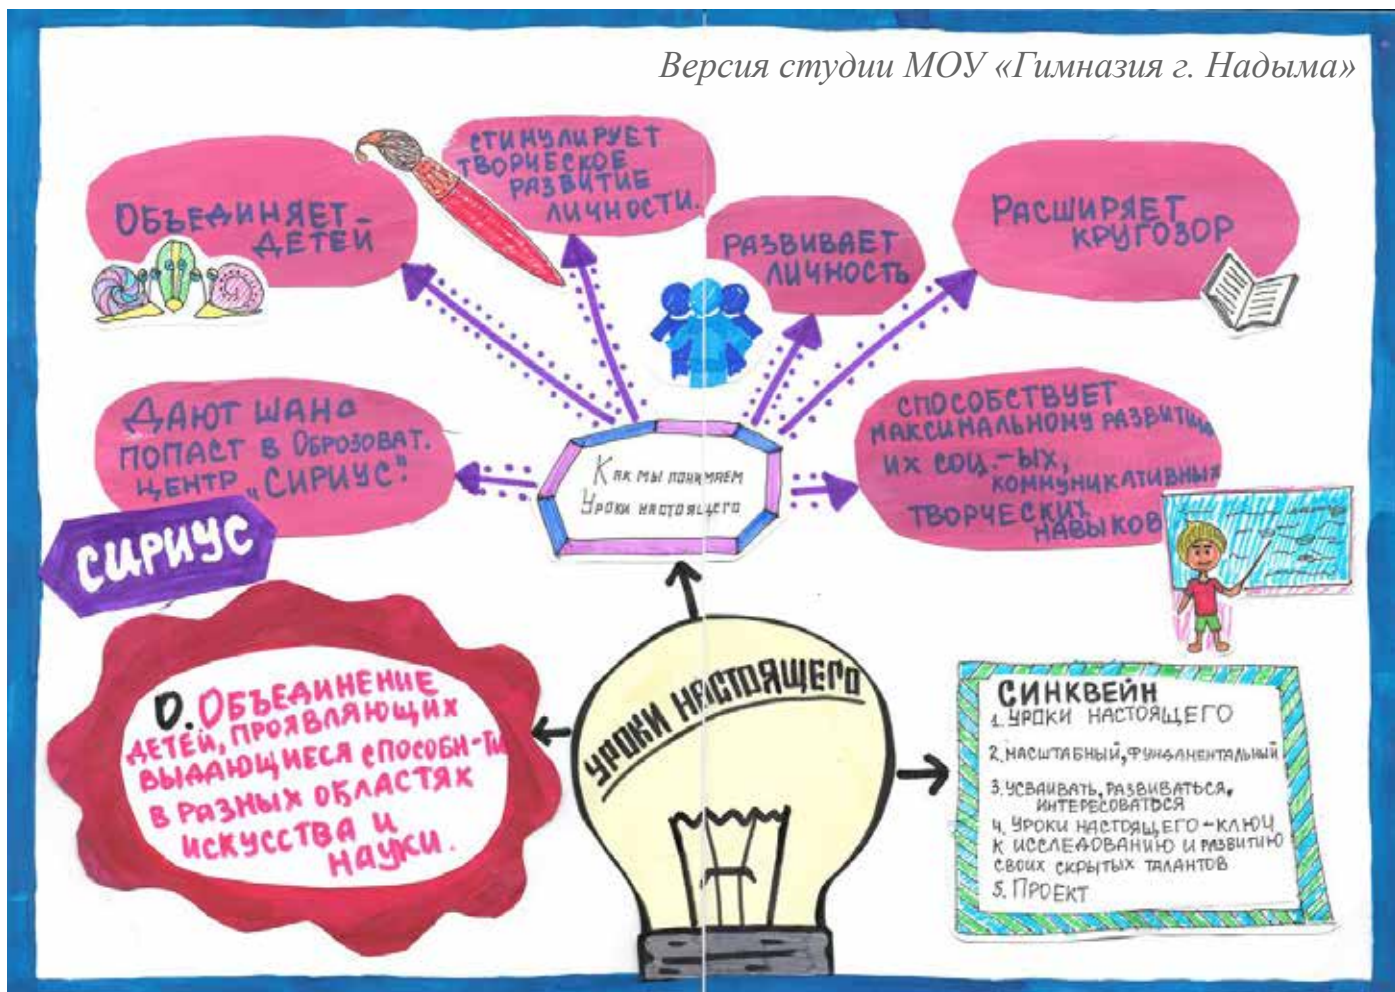 Версия студии МОУ «Гимназия г. Надыма»
ОБЪЕДИНЯЕТ-
ДЕТЕЙ
СТИМУЛИРУЕТ
ТВОРЧЕСКОЕ
РАЗВИТИЕ
ЛИЧНОСТИ.
РАЗВИВАЕТ
ЛИЧНОСТЬ
РАСШИРЯЕТ
КРУГОЗОР
ДАЮТ ШАНС
ПОПАСТ В ОБРОЗОВАТ.
ЦЕНТР „СИРИУС".
СИРИУС
КАК МЫ ПОНИМАЕМ
УРОКИ НАСТОЯЩЕГО
СПОСОБСТВУЕТ
МАКСИМАЛЬНОМУ РАЗВИТИЮ
ИХ СОЦ.-ЫХ,
КОММУНИКАТИВНЫХ
ТВОРЧЕСКИХ
НАВЫКОВ
О. ОБЪЕДИНЕНИЕ
ДЕТЕЙ, ПРОЯВЛЯЮЩИХ
ВЫДАЮЩИЕСЯ СПОСОБН-ТИ
В РАЗНЫХ ОБЛАСТЯХ
ИСКУССТВА И
НАУКИ.
УРОКИ НАСТОЯЩЕГО
СИНКВЕЙН
1. УРОКИ НАСТОЯЩЕГО
2. МАСШТАБНЫЙ, ФУНДАМЕНТАЛЬНЫЙ
3. УСВАИВАТЬ, РАЗВИВАТЬСЯ,
ИНТЕРЕСОВАТЬСЯ
4. УРОКИ НАСТОЯЩЕГО - КЛЮЧ
К ИССЛЕДОВАНИЮ И РАЗВИТИЮ
СВОИХ СКРЫТЫХ ТАЛАНТОВ
5. ПРОЕКТ